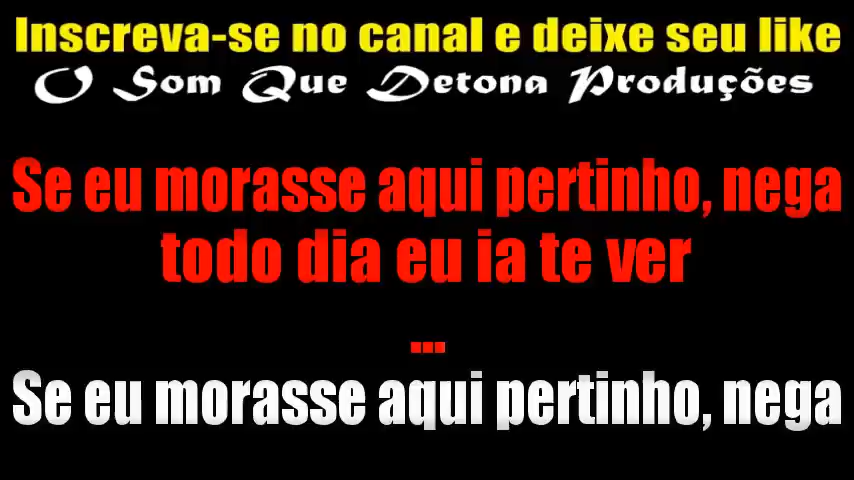 Inscreva-se no canal e deixe seu like
O Som Que Detona Produções
Se eu morasse aqui pertinho, nega
todo dia eu ia te ver
...
Se eu morasse aqui pertinho, nega